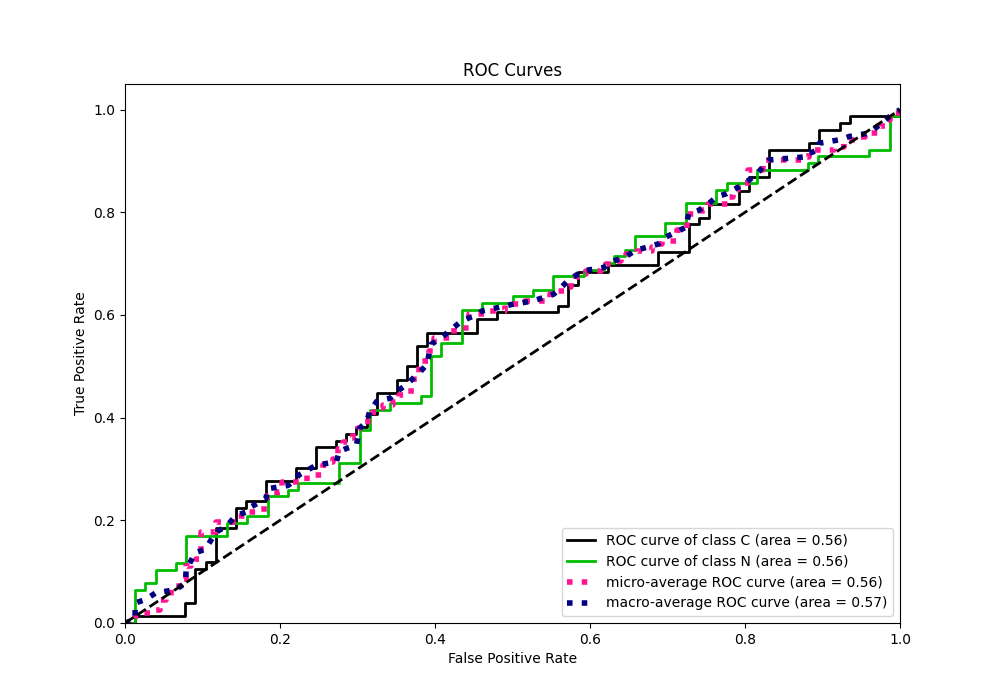 ROC Curves
True Positive Rate
1.0
0.8
0.6
0.4
0.2
0.0
ROC curve of class C (area = 0.56)
ROC curve of class N (area = 0.56)
micro-average ROC curve (area = 0.56)
macro-average ROC curve (area = 0.57)
0.0 0.2 0.4 0.6 0.8 1.0
False Positive Rate